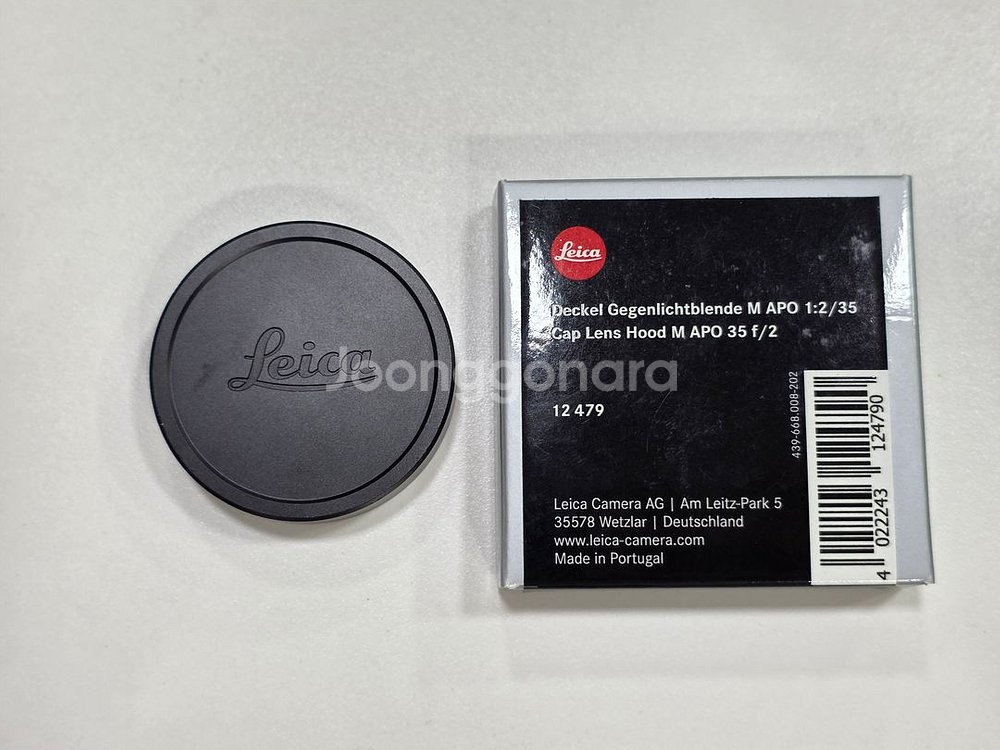 Leica
Joonggonara
Leica
Deckel Gegenlichtblende M APO 1:2/35
Cap Lens Hood M APO 35 f/2
12 479
439-668.008-202
4 022243 124790
Leica Camera AG | Am Leitz-Park 5
35578 Wetzlar | Deutschland
www.leica-camera.com
Made in Portugal